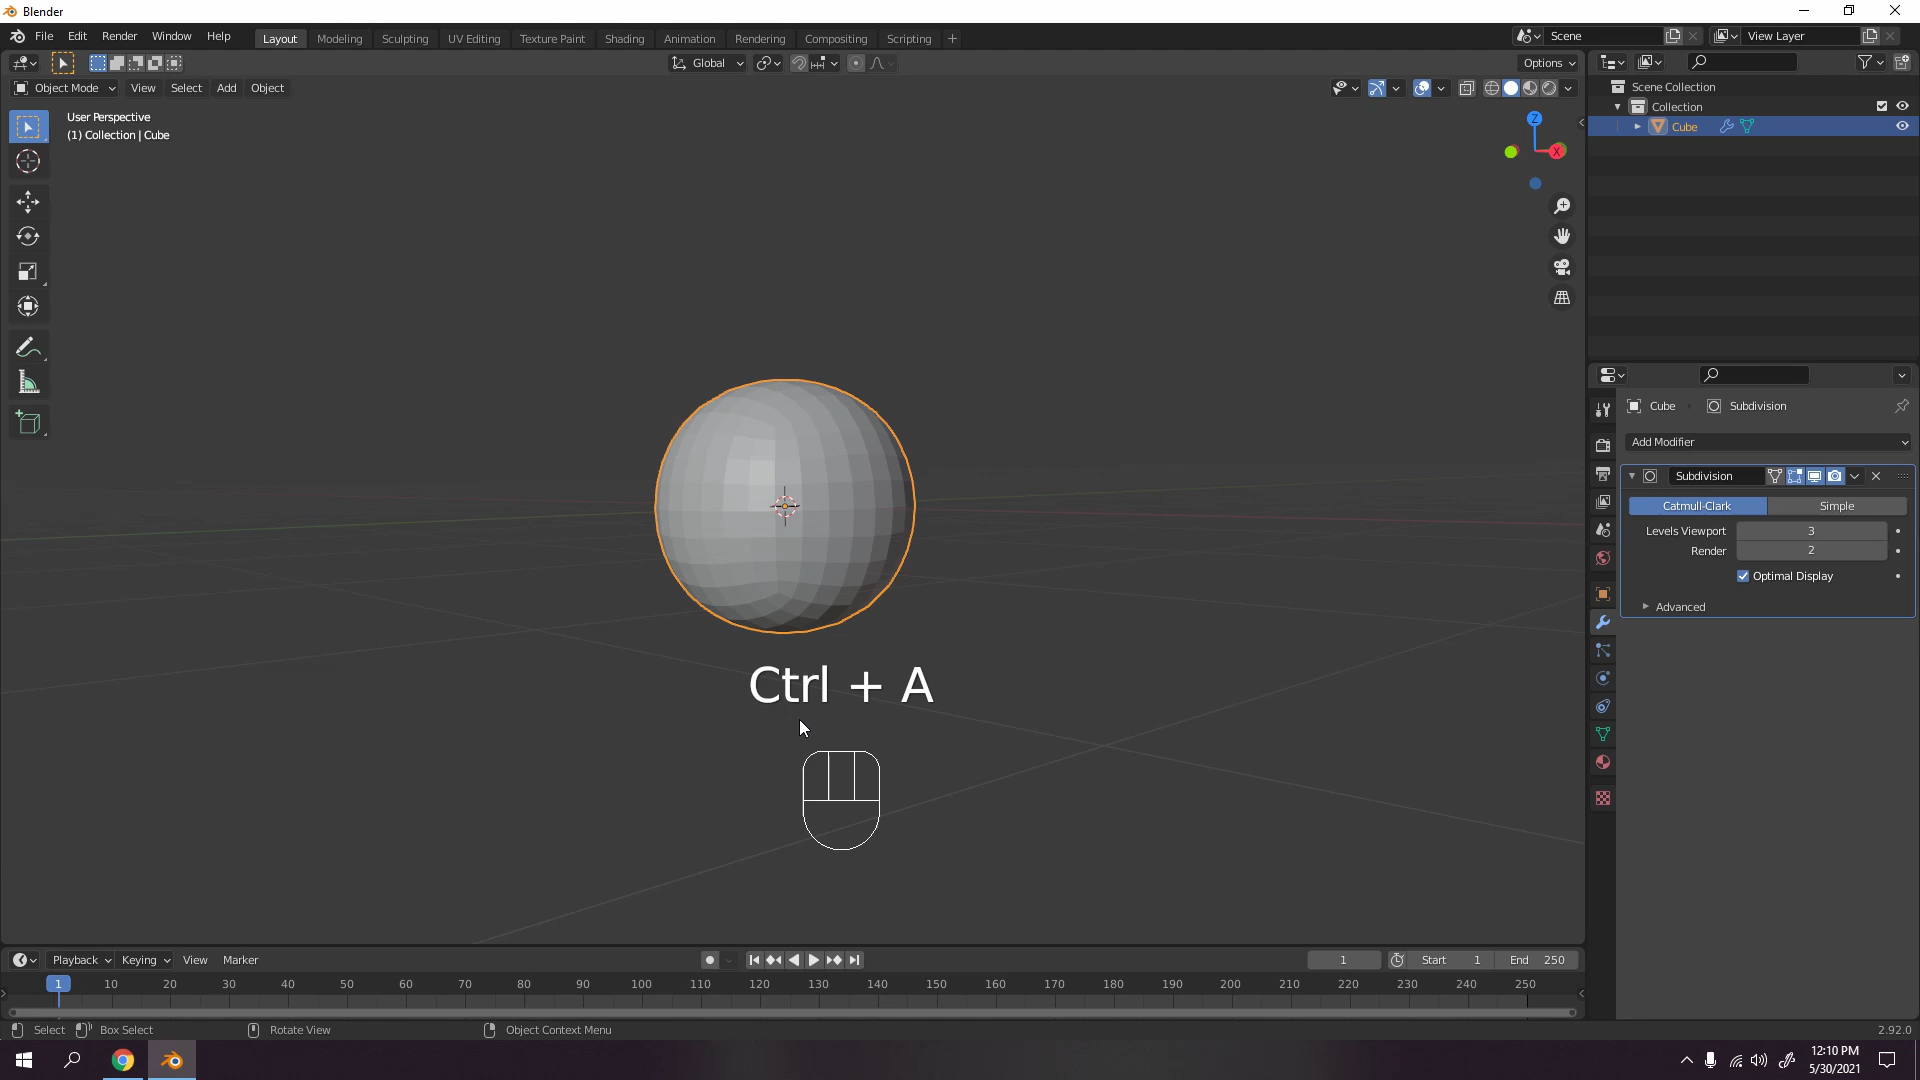 Blender
File Edit Render Window Help
Layout Modeling Sculpting UV Editing Texture Paint Shading Animation Rendering Compositing Scripting +
Scene
View Layer
Global
Options
Object Mode View Select Add Object
User Perspective
(1) Collection | Cube
Z
X
Scene Collection
Collection
Cube
Cube Subdivision
Add Modifier
Subdivision
Catmull-Clark Simple
Levels Viewport 3
Render 2
Optimal Display
Advanced
Ctrl + A
Playback Keying View Marker
1 Start 1 End 250
1 10 20 30 40 50 60 70 80 90 100 110 120 130 140 150 160 170 180 190 200 210 220 230 240 250
Select Box Select Rotate View Object Context Menu
2.92.0
12:10 PM
5/30/2021